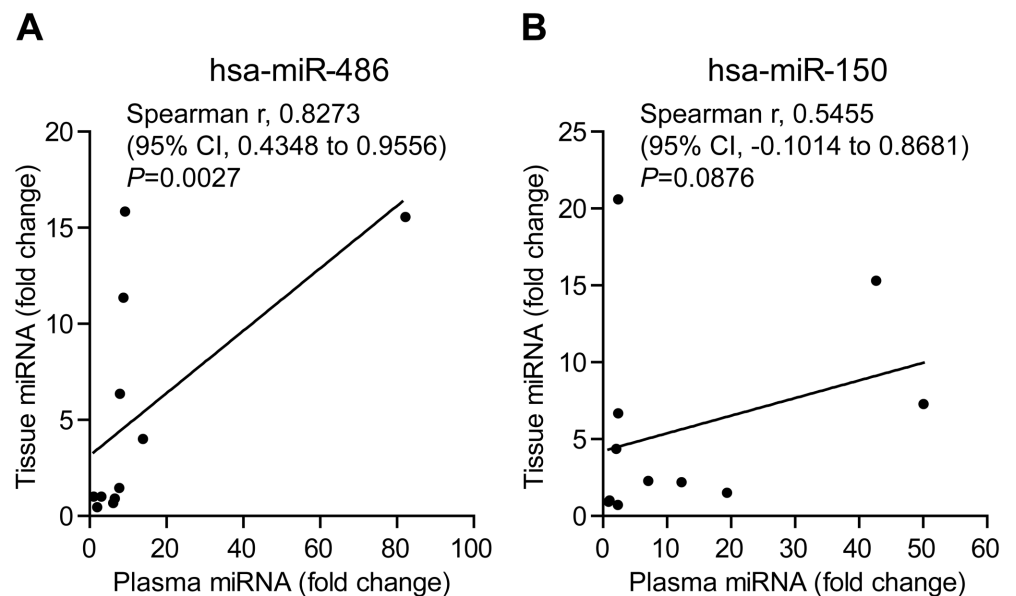 A
hsa-miR-486
Spearman r, 0.8273
(95% CI, 0.4348 to 0.9556)
P=0.0027
20
15
10
5
0
Tissue miRNA (fold change)
0 20 40 60 80 100
Plasma miRNA (fold change)
B
hsa-miR-150
Spearman r, 0.5455
(95% CI, -0.1014 to 0.8681)
P=0.0876
25
20
15
10
5
0
Tissue miRNA (fold change)
0 10 20 30 40 50 60
Plasma miRNA (fold change)